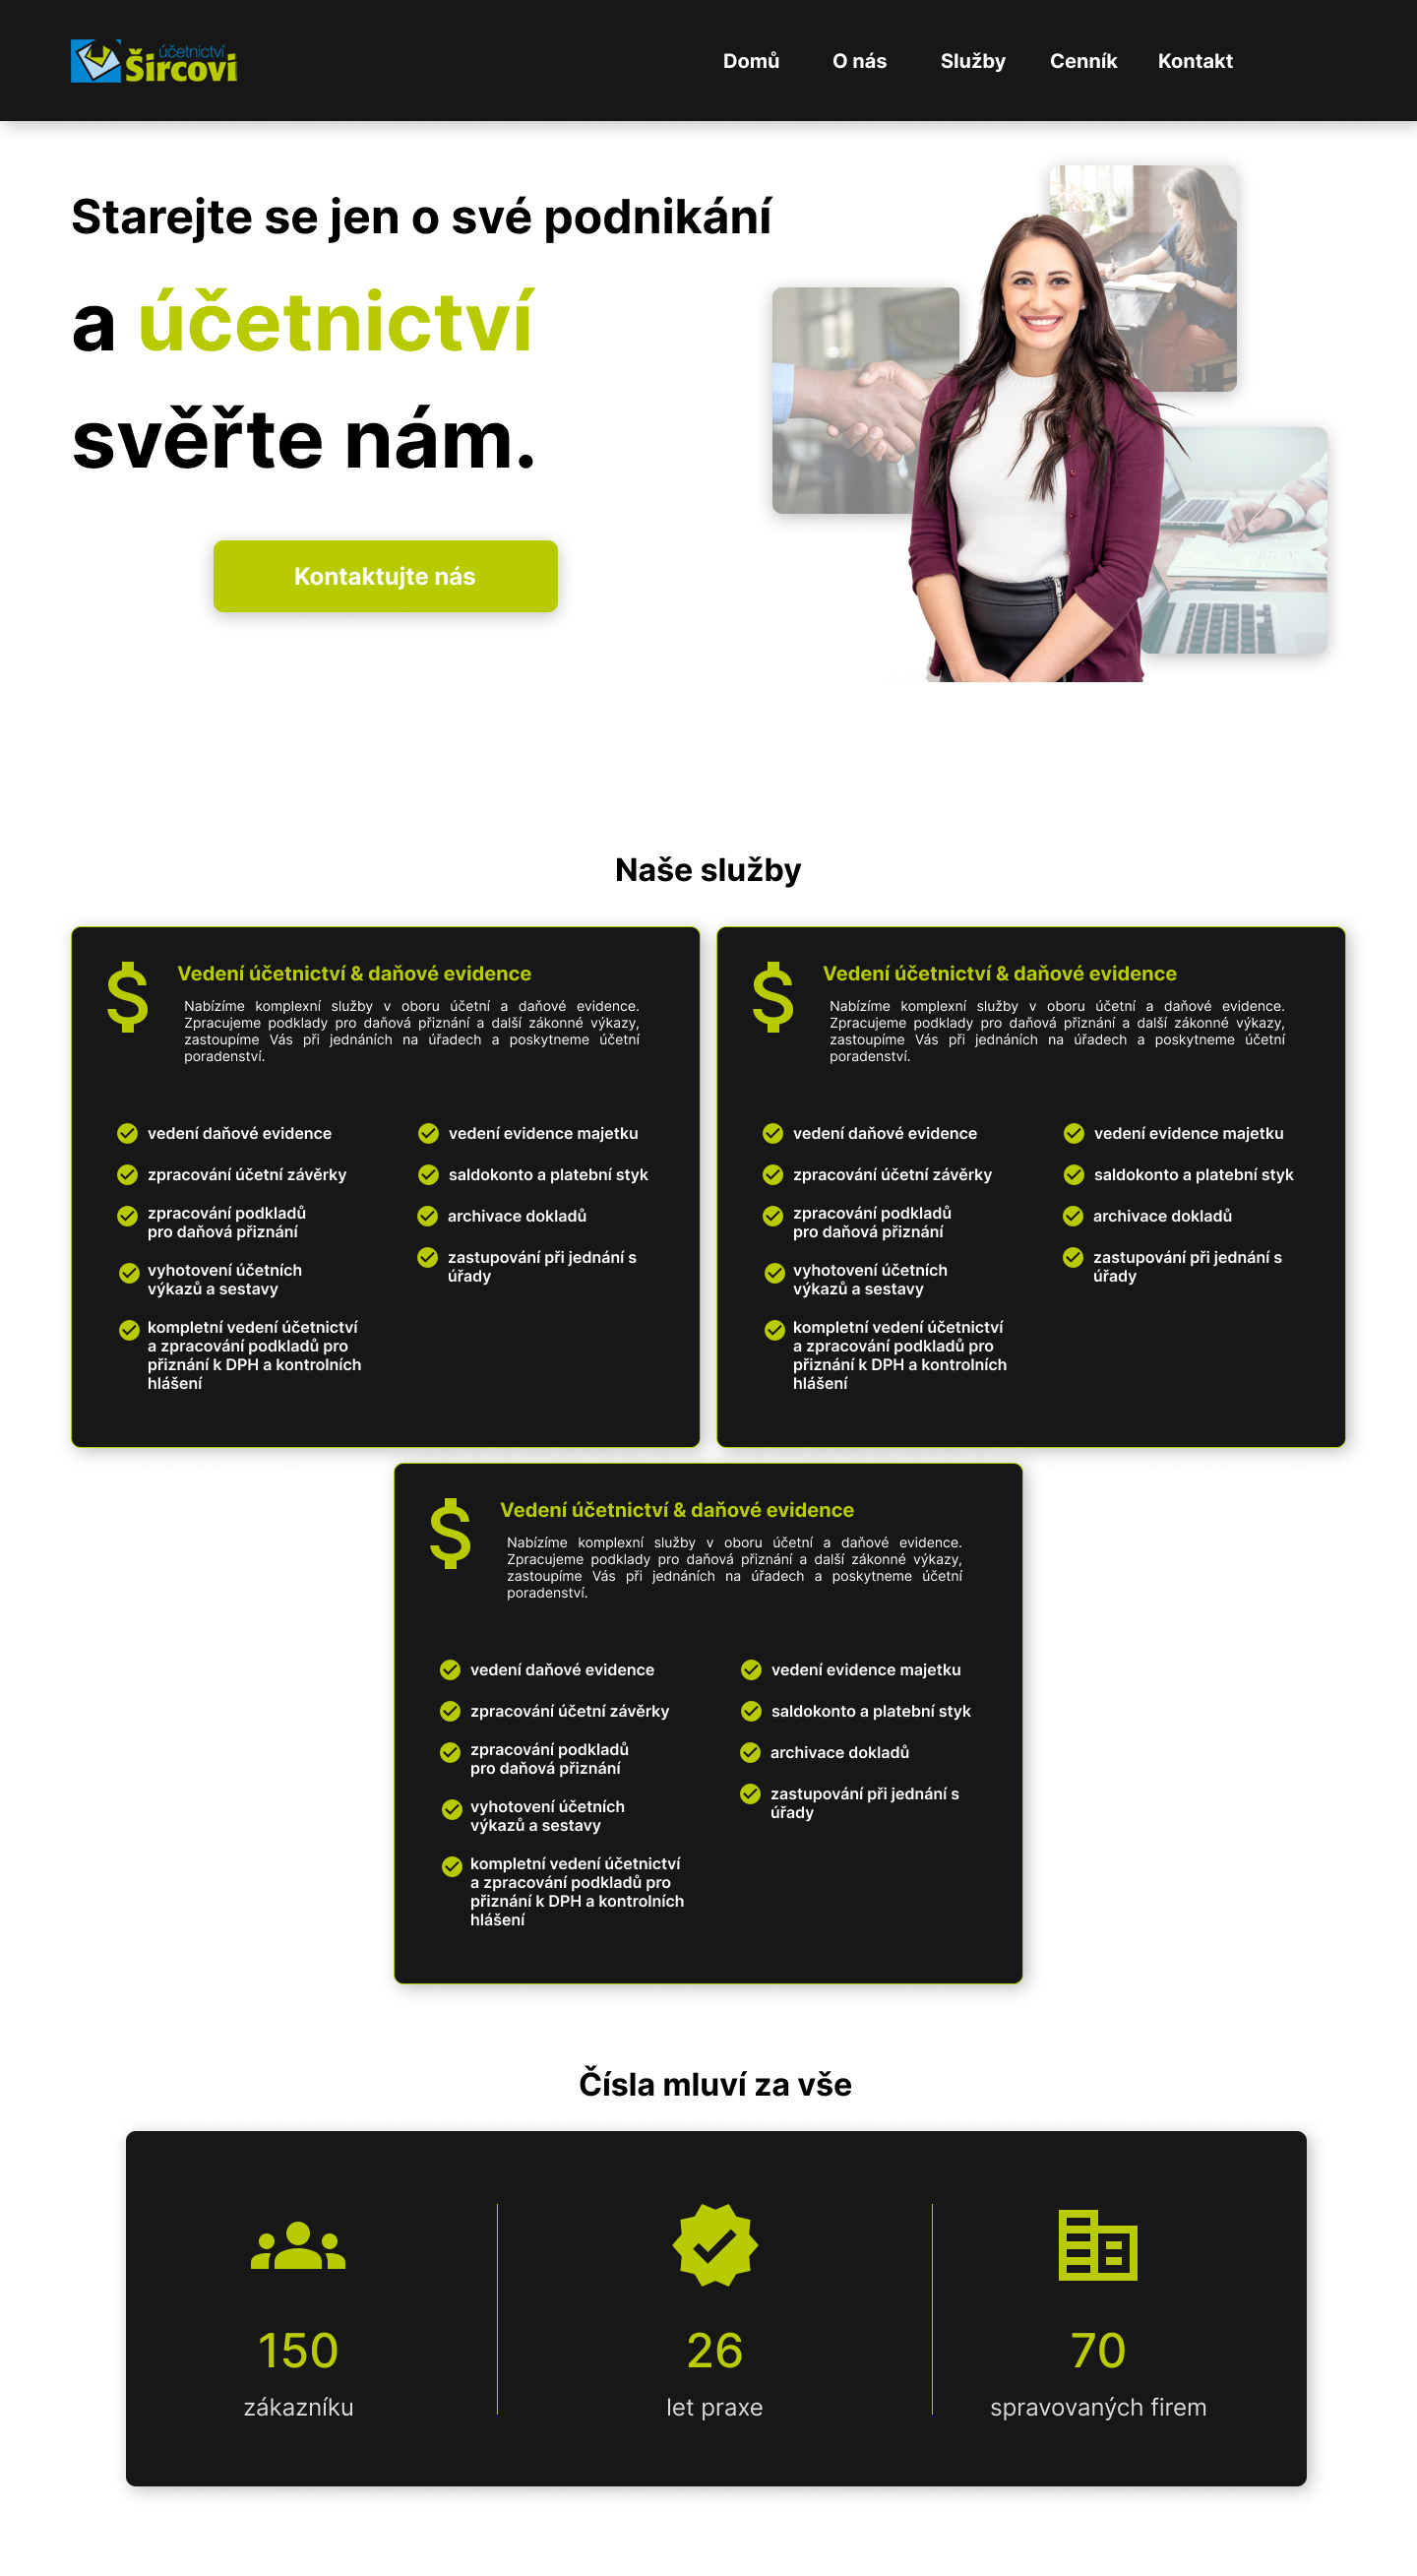 účetnictví
Šircovi
Domů
O nás
Služby
Cenník
Kontakt
Starejte se jen o své podnikání
a účetnictví
svěřte nám.
Kontaktujte nás
Naše služby
Vedení účetnictví & daňové evidence
Nabízíme komplexní služby v oboru účetní a daňové evidence.
Zpracujeme podklady pro daňová přiznání a další zákonné výkazy,
zastoupíme Vás při jednáních na úřadech a poskytneme účetní
poradenství.
vedení daňové evidence
zpracování účetní závěrky
zpracování podkladů
pro daňová přiznání
vyhotovení účetních
výkazů a sestavy
kompletní vedení účetnictví
a zpracování podkladů pro
přiznání k DPH a kontrolních
hlášení
vedení evidence majetku
saldokonto a platební styk
archivace dokladů
zastupování při jednání s
úřady
Vedení účetnictví & daňové evidence
Nabízíme komplexní služby v oboru účetní a daňové evidence.
Zpracujeme podklady pro daňová přiznání a další zákonné výkazy,
zastoupíme Vás při jednáních na úřadech a poskytneme účetní
poradenství.
vedení daňové evidence
zpracování účetní závěrky
zpracování podkladů
pro daňová přiznání
vyhotovení účetních
výkazů a sestavy
kompletní vedení účetnictví
a zpracování podkladů pro
přiznání k DPH a kontrolních
hlášení
vedení evidence majetku
saldokonto a platební styk
archivace dokladů
zastupování při jednání s
úřady
Vedení účetnictví & daňové evidence
Nabízíme komplexní služby v oboru účetní a daňové evidence.
Zpracujeme podklady pro daňová přiznání a další zákonné výkazy,
zastoupíme Vás při jednáních na úřadech a poskytneme účetní
poradenství.
vedení daňové evidence
zpracování účetní závěrky
zpracování podkladů
pro daňová přiznání
vyhotovení účetních
výkazů a sestavy
kompletní vedení účetnictví
a zpracování podkladů pro
přiznání k DPH a kontrolních
hlášení
vedení evidence majetku
saldokonto a platební styk
archivace dokladů
zastupování při jednání s
úřady
Čísla mluví za vše
150
zákazníku
26
let praxe
70
spravovaných firem